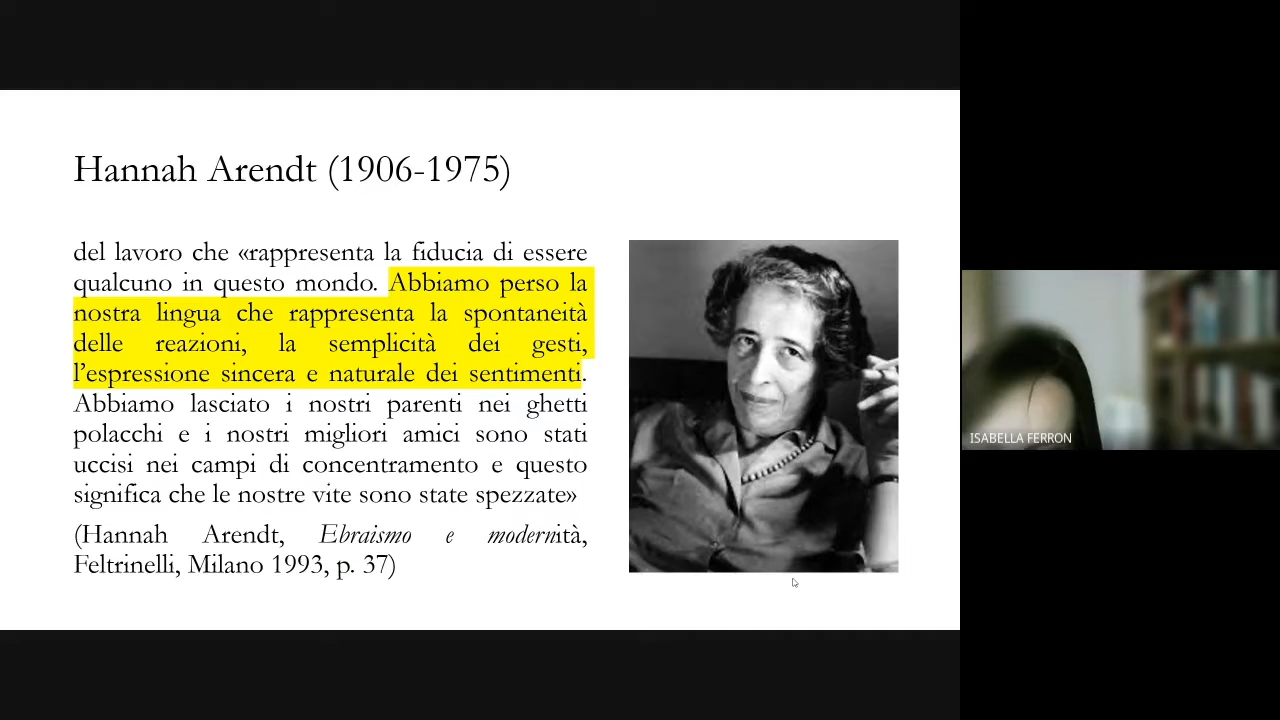 Hannah Arendt (1906-1975)
del lavoro che «rappresenta la fiducia di essere
qualcuno in questo mondo. Abbiamo perso la
nostra lingua che rappresenta la spontaneità
delle reazioni, la semplicità dei gesti,
l’espressione sincera e naturale dei sentimenti.
Abbiamo lasciato i nostri parenti nei ghetti
polacchi e i nostri migliori amici sono stati
uccisi nei campi di concentramento e questo
significa che le nostre vite sono state spezzate»
(Hannah Arendt, Ebraismo e modernità,
Feltrinelli, Milano 1993, p. 37)
ISABELLA FERRON